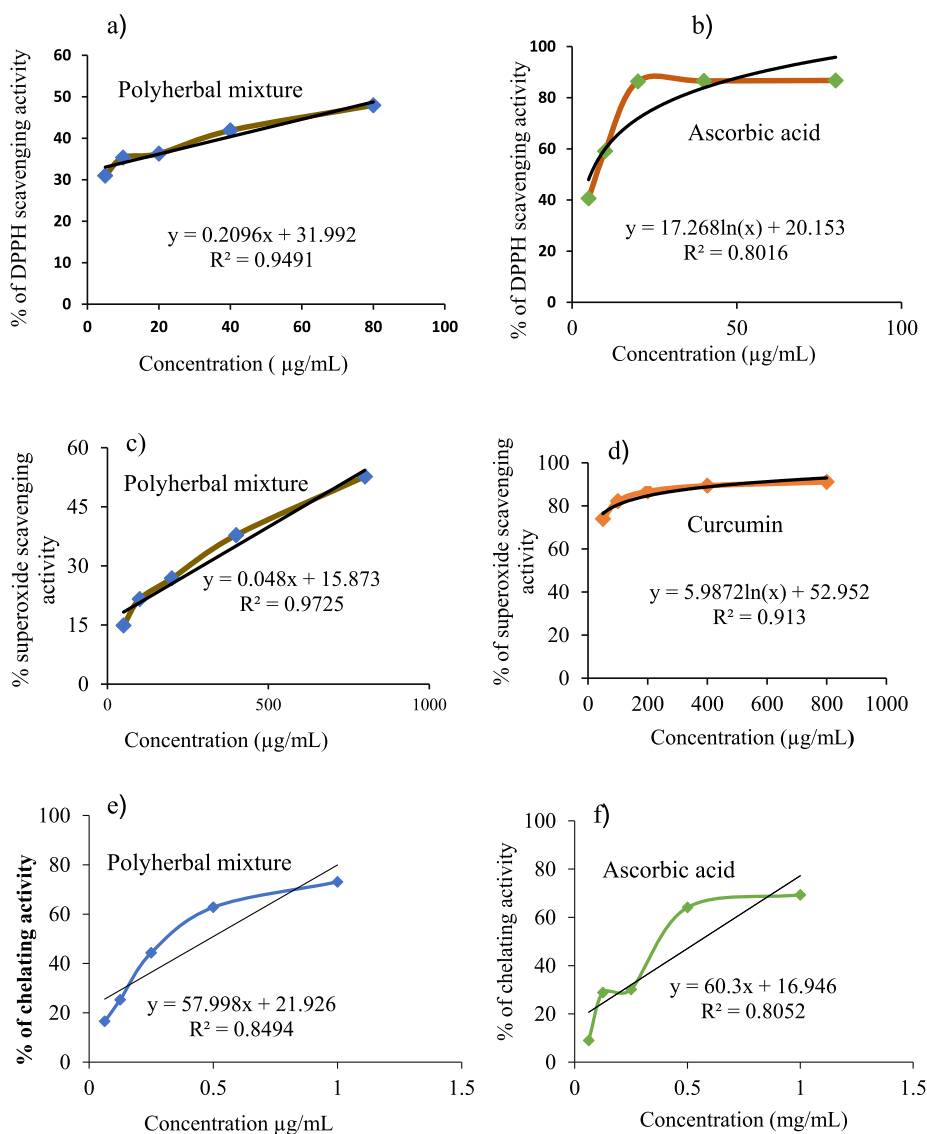 a)
% of DPPH scavenging activity
60
50
40
30
20
10
0
Polyherbal mixture
y = 0.2096x + 31.992
R² = 0.9491
0 20 40 60 80 100
Concentration ( µg/mL)
b)
% of DPPH scavenging activity
100
80
60
40
20
0
Ascorbic acid
y = 17.268ln(x) + 20.153
R² = 0.8016
0 50 100
Concentration (µg/mL)
c)
% superoxide scavenging
activity
60
45
30
15
0
Polyherbal mixture
y = 0.048x + 15.873
R² = 0.9725
0 500 1000
Concentration (µg/mL)
d)
% of superoxide scavenging
activity
100
80
60
40
20
0
Curcumin
y = 5.9872ln(x) + 52.952
R² = 0.913
0 200 400 600 800 1000
Concentration (µg/mL)
e)
% of chelating activity
100
80
60
40
20
0
Polyherbal mixture
y = 57.998x + 21.926
R² = 0.8494
0 0.5 1 1.5
Concentration µg/mL
f)
% of chelating activity
100
80
60
40
20
0
Ascorbic acid
y = 60.3x + 16.946
R² = 0.8052
0 0.5 1 1.5
Concentration (mg/mL)